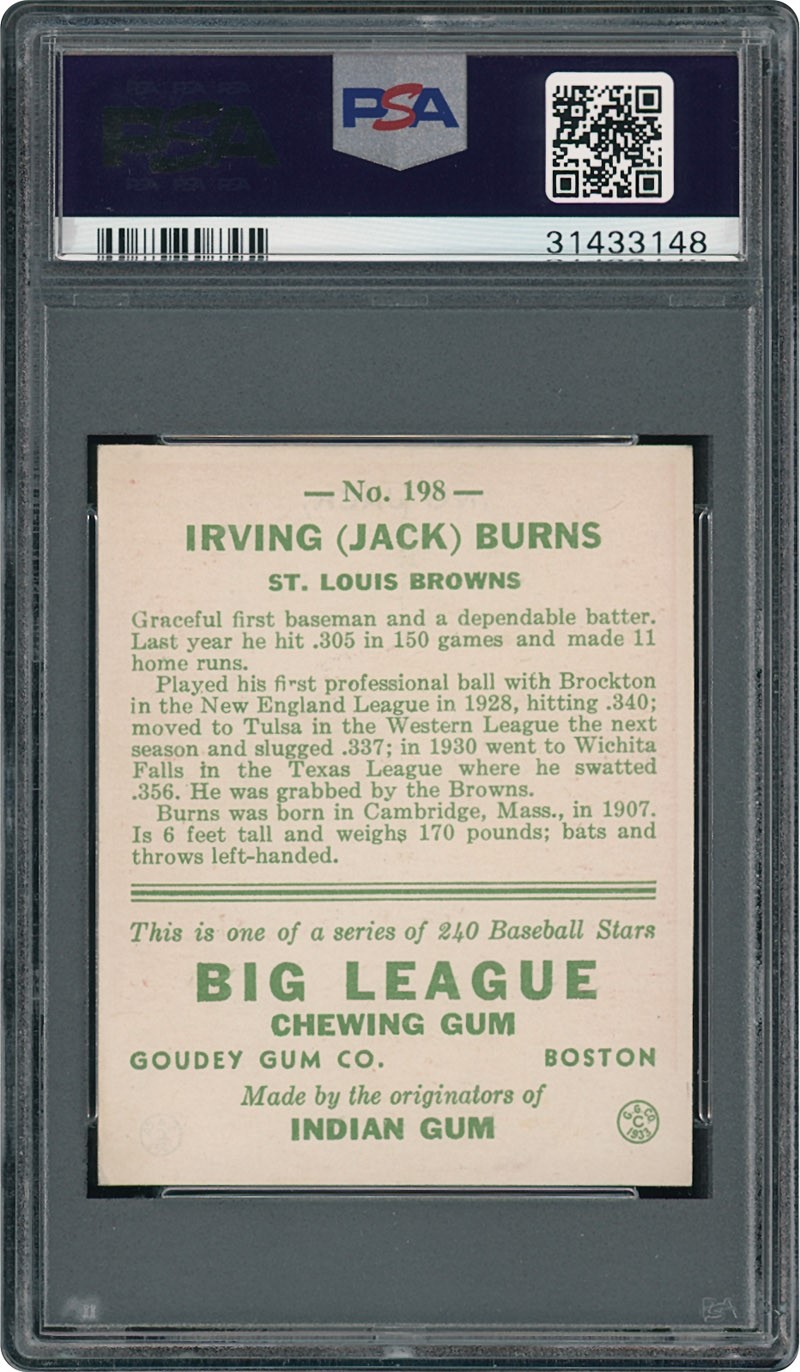 PSA
31433148
— No. 198 —
IRVING (JACK) BURNS
ST. LOUIS BROWNS
Graceful first baseman and a dependable batter.
Last year he hit .305 in 150 games and made 11
home runs.
Played his first professional ball with Brockton
in the New England League in 1928, hitting .340;
moved to Tulsa in the Western League the next
season and slugged .337; in 1930 went to Wichita
Falls in the Texas League where he swatted
.356. He was grabbed by the Browns.
Burns was born in Cambridge, Mass., in 1907.
Is 6 feet tall and weighs 170 pounds; bats and
throws left-handed.
This is one of a series of 240 Baseball Stars
BIG LEAGUE
CHEWING GUM
GOUDEY GUM CO. BOSTON
Made by the originators of
INDIAN GUM
G. G. CO.
C
1933
PSA